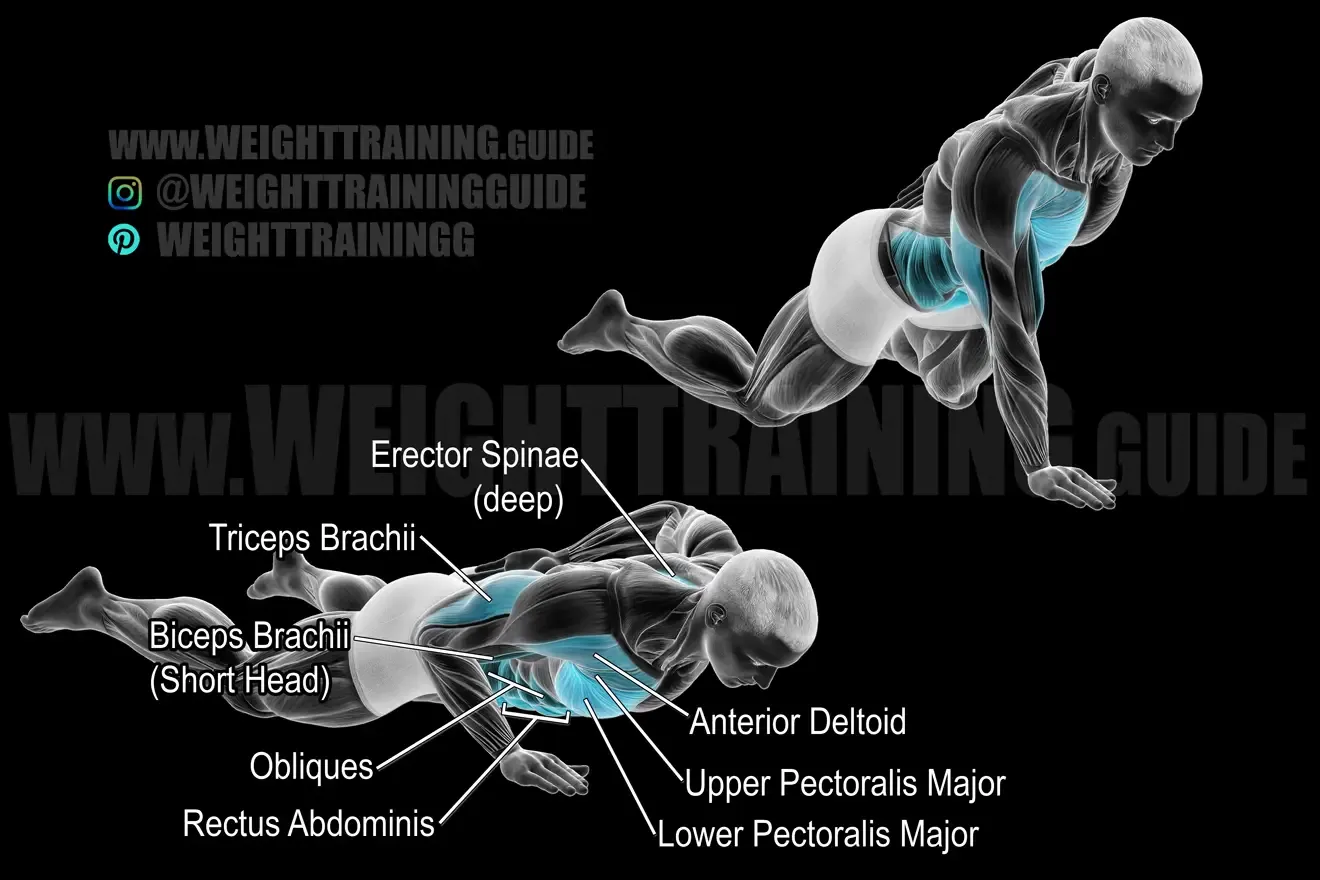 www.WEIGHTTRAINING.GUIDE
@WEIGHTTRAININGGUIDE
WEIGHTTRAININGG
www.WEIGHTTRAINING.GUIDE
Erector Spinae
(deep)
Triceps Brachii
Biceps Brachii
(Short Head)
Anterior Deltoid
Obliques
Upper Pectoralis Major
Rectus Abdominis
Lower Pectoralis Major